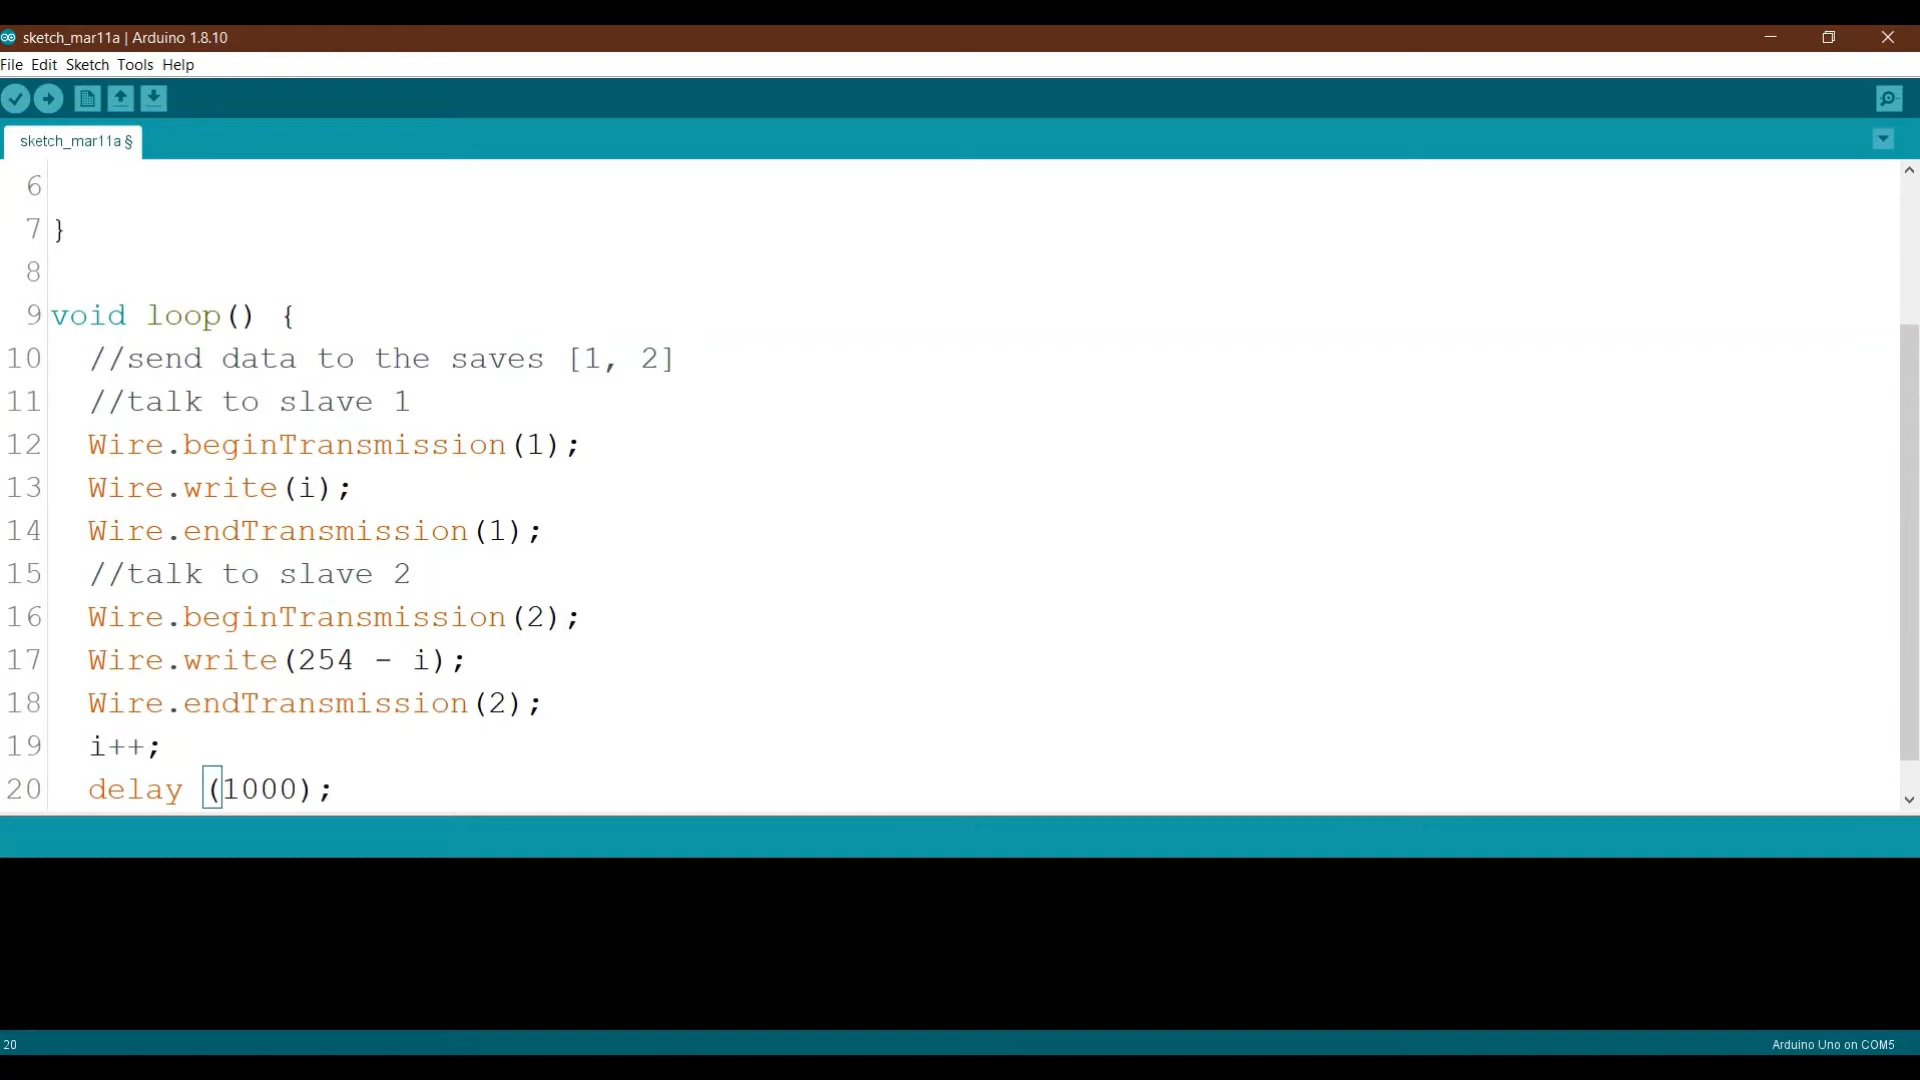 sketch_mar11a | Arduino 1.8.10
File Edit Sketch Tools Help
sketch_mar11a §
6
7 }
8
9 void loop() {
10 //send data to the saves [1, 2]
11 //talk to slave 1
12 Wire.beginTransmission(1);
13 Wire.write(i);
14 Wire.endTransmission(1);
15 //talk to slave 2
16 Wire.beginTransmission(2);
17 Wire.write(254 - i);
18 Wire.endTransmission(2);
19 i++;
20 delay (1000);
20 Arduino Uno on COM5